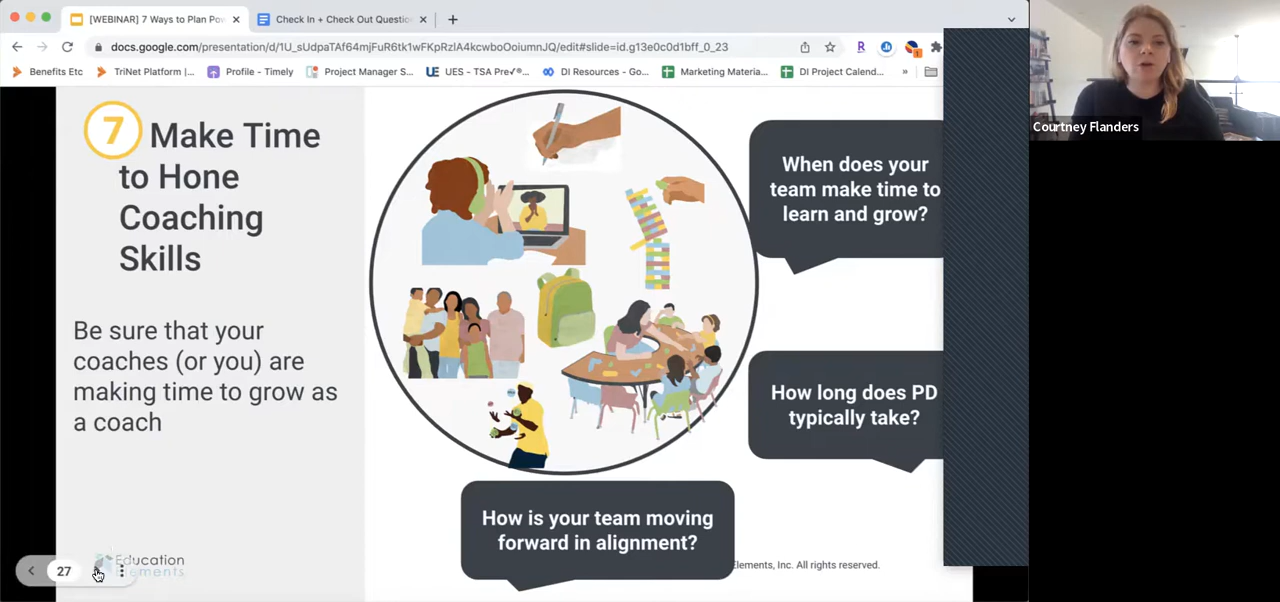 [WEBINAR] 7 Ways to Plan Po
Check In + Check Out Questio
docs.google.com/presentation/d/1U_sUdpaTAf64mjFuR6tk1wFKpRzIA4kcwboOoiumnJQ/edit#slide=id.g13e0c0d1bff_0_23
Benefits Etc
TriNet Platform |...
Profile - Timely
Project Manager S...
UES - TSA Pre✓®...
DI Resources - Go...
Marketing Materia...
DI Project Calend...
Courtney Flanders
7 Make Time
to Hone
Coaching
Skills
Be sure that your
coaches (or you) are
making time to grow as
a coach
When does your
team make time to
learn and grow?
How long does PD
typically take?
How is your team moving
forward in alignment?
27
Education
Elements
Elements, Inc. All rights reserved.